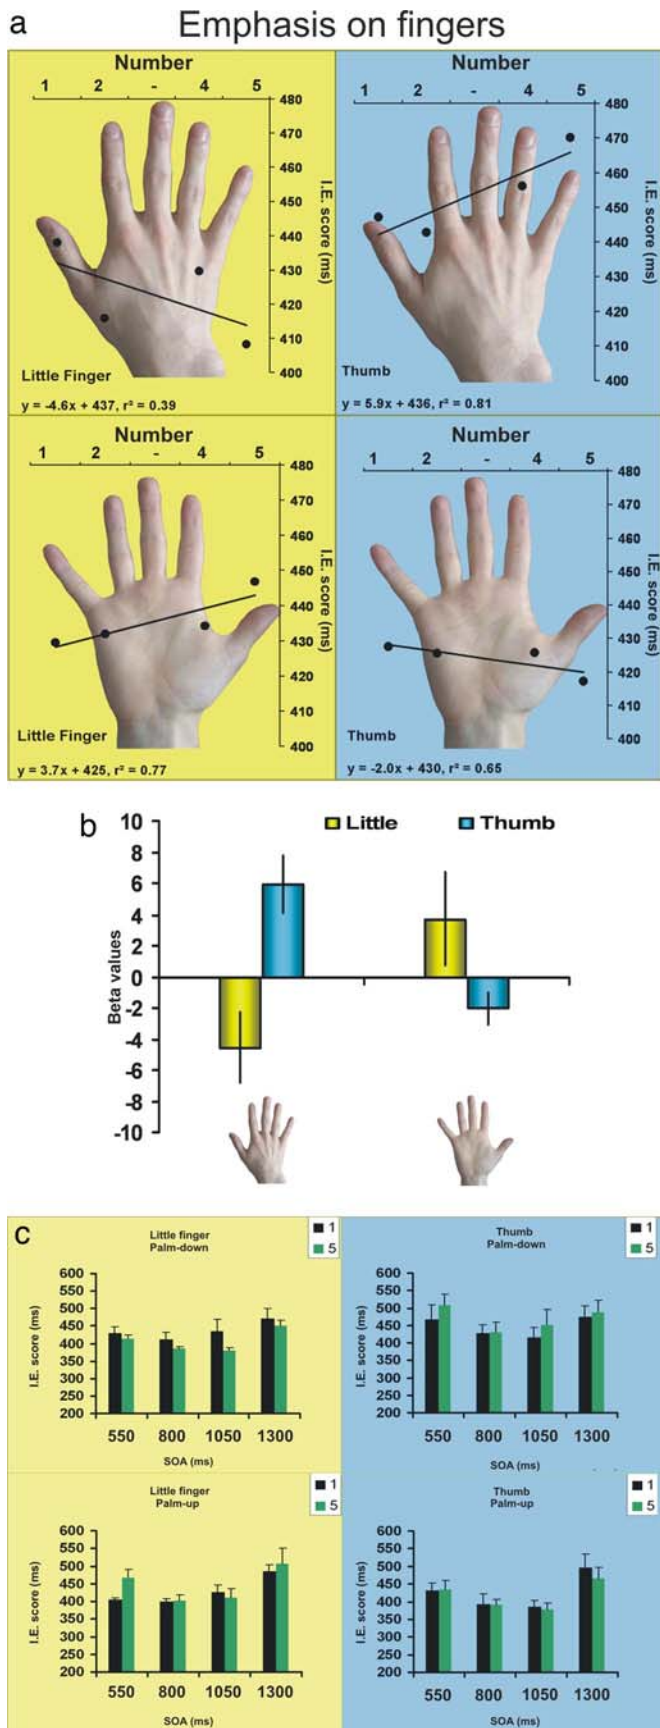 a Emphasis on fingers
Number
1 2 - 4 5
480
470
460
450
440
430
420
410
400
I.E. score (ms)
Little Finger
y = -4.6x + 437, r² = 0.39
Number
1 2 - 4 5
480
470
460
450
440
430
420
410
400
I.E. score (ms)
Thumb
y = 5.9x + 436, r² = 0.81
Number
1 2 - 4 5
480
470
460
450
440
430
420
410
400
I.E. score (ms)
Little Finger
y = 3.7x + 425, r² = 0.77
Number
1 2 - 4 5
480
470
460
450
440
430
420
410
400
I.E. score (ms)
Thumb
y = -2.0x + 430, r² = 0.65
b
Little Thumb
Beta values
10
8
6
4
2
0
-2
-4
-6
-8
-10
c
Little finger
Palm-down
1
5
I.E. score (ms)
600
550
500
450
400
350
300
250
200
550 800 1050 1300
SOA (ms)
Thumb
Palm-down
1
5
I.E. score (ms)
600
550
500
450
400
350
300
250
200
550 800 1050 1300
SOA (ms)
Little finger
Palm-up
1
5
I.E. score (ms)
600
550
500
450
400
350
300
250
200
550 800 1050 1300
SOA (ms)
Thumb
Palm-up
1
5
I.E. score (ms)
600
550
500
450
400
350
300
250
200
550 800 1050 1300
SOA (ms)